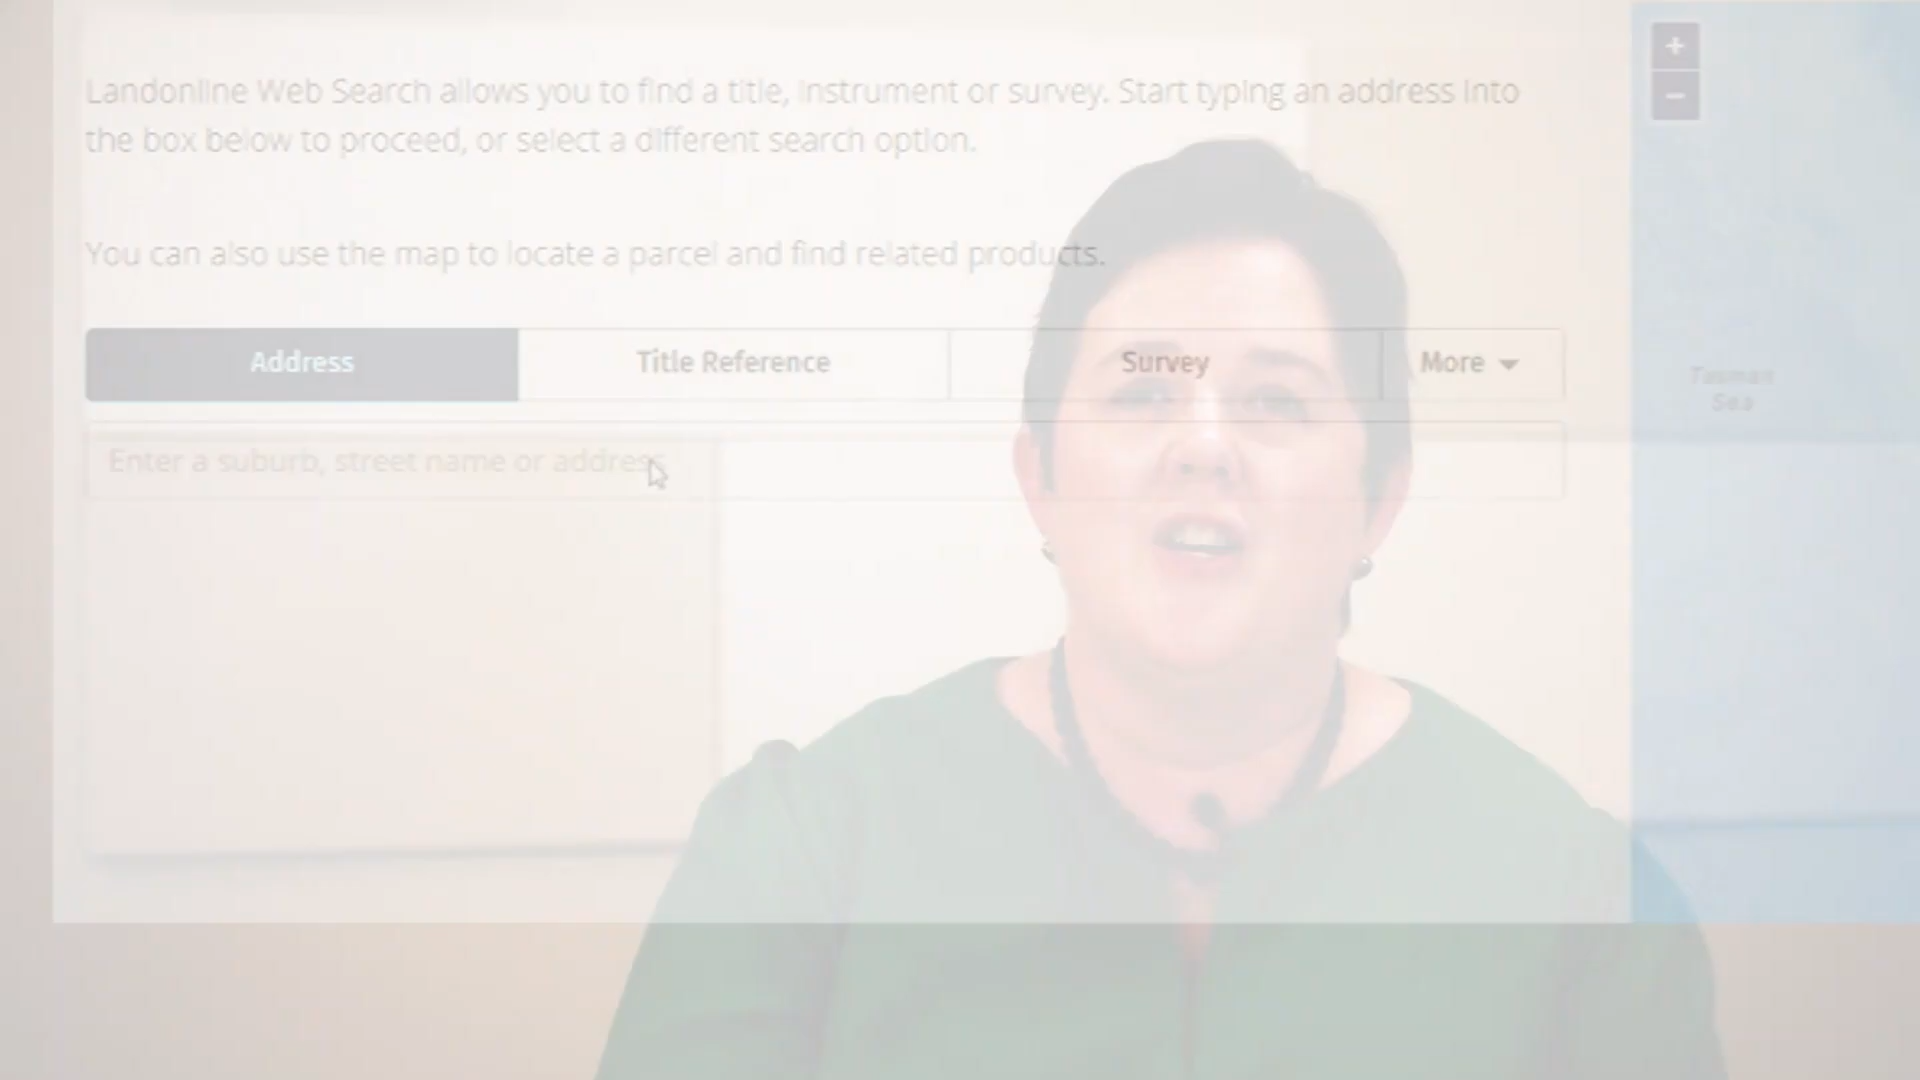 Landonline Web Search allows you to find a title, instrument or survey. Start typing an address into
the box below to proceed, or select a different search option.
You can also use the map to locate a parcel and find related products.
Address
Title Reference
Survey
More
Enter a suburb, street name or address
+
−
Tasman
Sea